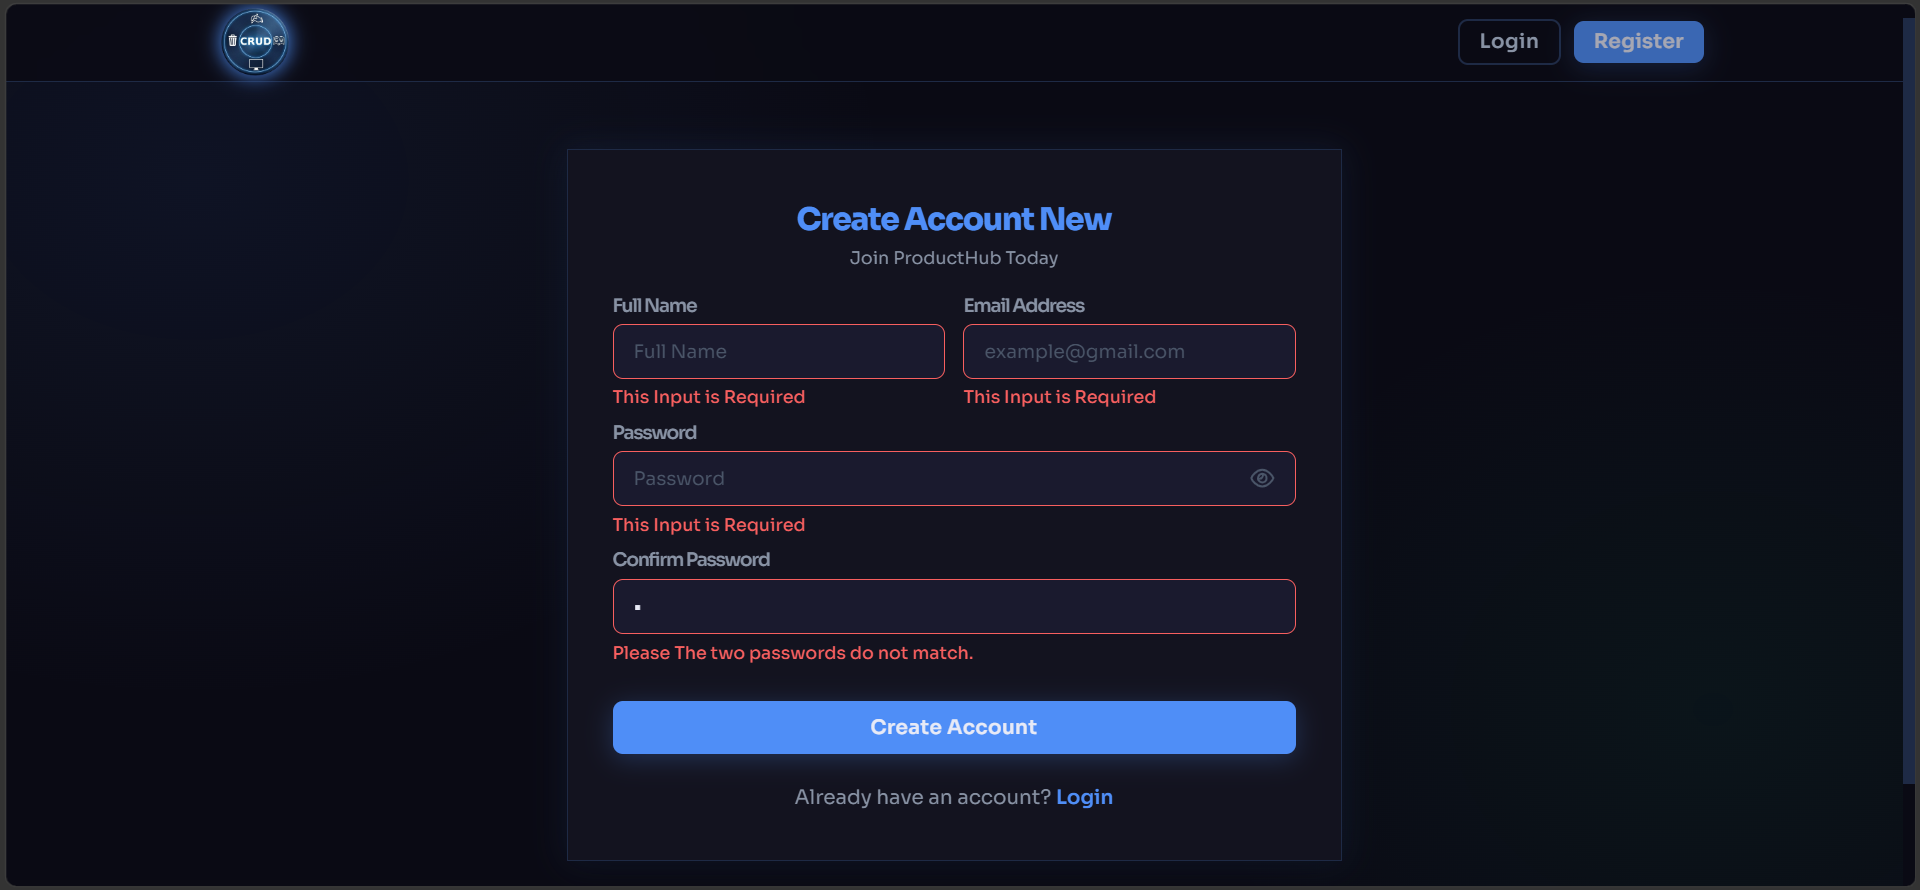 CRUD
Login
Register
Create Account New
Join ProductHub Today
Full Name
Email Address
Full Name
example@gmail.com
This Input is Required
This Input is Required
Password
Password
This Input is Required
Confirm Password
Please The two passwords do not match.
Create Account
Already have an account? Login